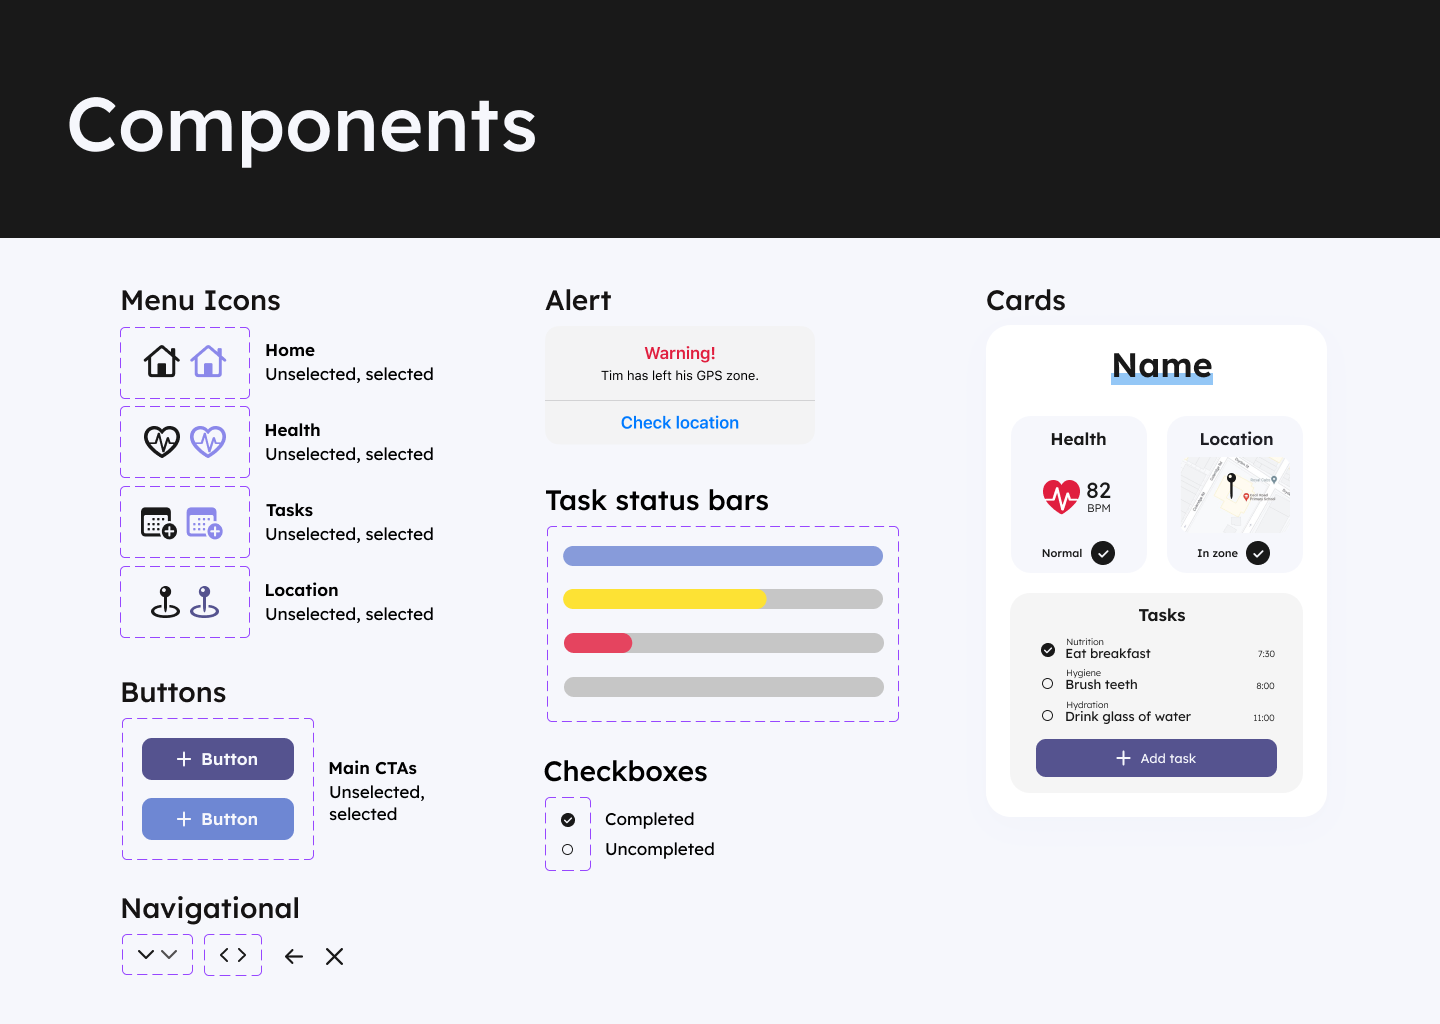 Components
Menu Icons
Home
Unselected, selected
Health
Unselected, selected
Tasks
Unselected, selected
Location
Unselected, selected
Buttons
+ Button
+ Button
Main CTAs
Unselected,
selected
Navigational
Alert
Warning!
Tim has left his GPS zone.
Check location
Task status bars
Checkboxes
Completed
Uncompleted
Cards
Name
Health
82
BPM
Normal
Location
In zone
Tasks
Nutrition
Eat breakfast
7:30
Hygiene
Brush teeth
8:00
Hydration
Drink glass of water
11:00
+ Add task